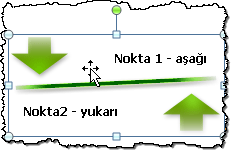 Nokta 1 - aşağı
Nokta2 - yukarı